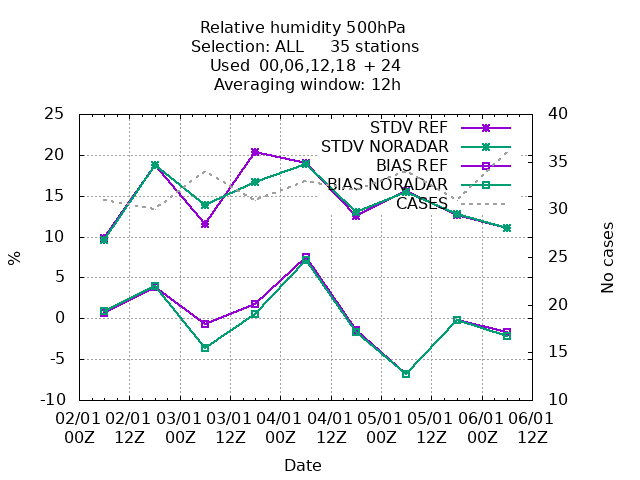 Relative humidity 500hPa
Selection: ALL 35 stations
Used 00,06,12,18 + 24
Averaging window: 12h
STDV REF
STDV NORADAR
BIAS REF
BIAS NORADAR
CASES
25
20
15
10
5
0
-5
-10
%
40
35
30
25
20
15
10
No cases
02/01 02/01 03/01 03/01 04/01 04/01 05/01 05/01 06/01 06/01
00Z 12Z 00Z 12Z 00Z 12Z 00Z 12Z 00Z 12Z
Date